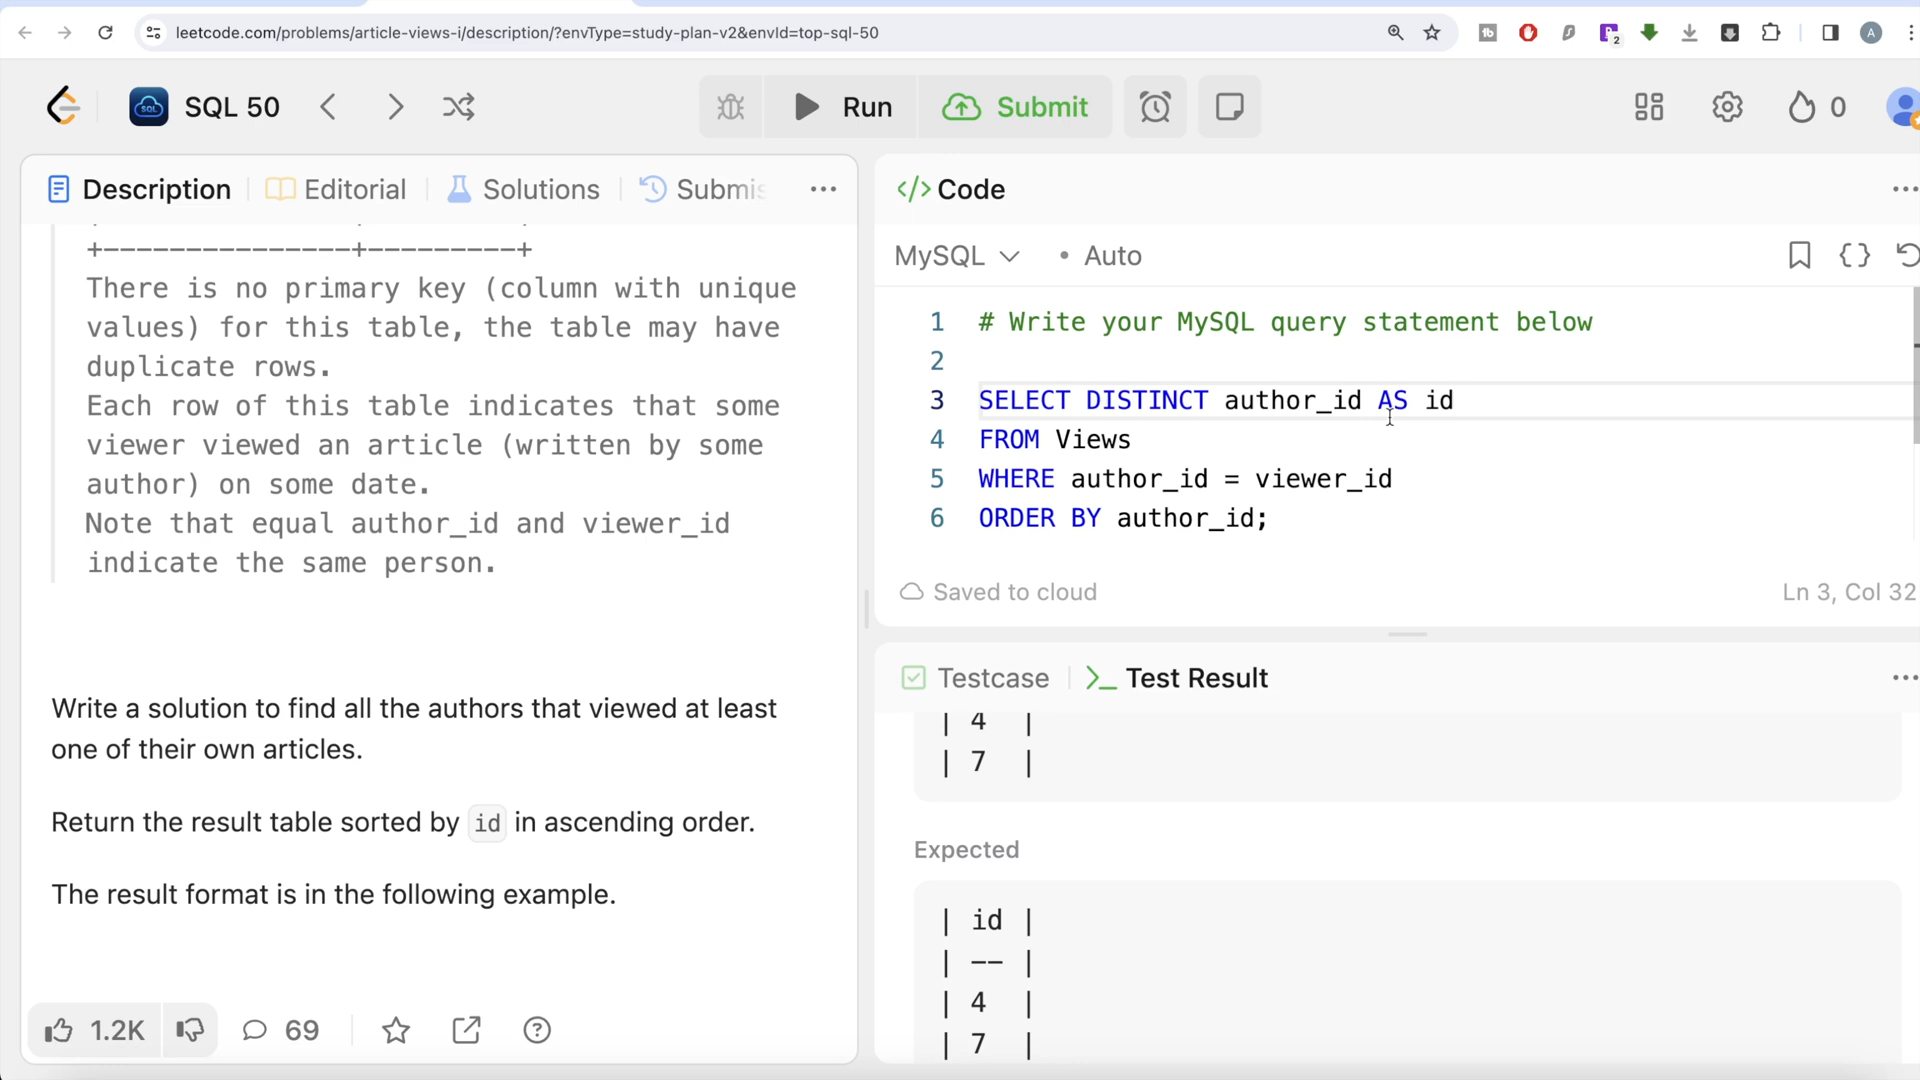 leetcode.com/problems/article-views-i/description/?envType=study-plan-v2&envId=top-sql-50
2
A
SQL
SQL 50
Run
Submit
0
Description
Editorial
Solutions
+---------------+---------+
There is no primary key (column with unique
values) for this table, the table may have
duplicate rows.
Each row of this table indicates that some
viewer viewed an article (written by some
author) on some date.
Note that equal author_id and viewer_id
indicate the same person.
Write a solution to find all the authors that viewed at least
one of their own articles.
Return the result table sorted by id in ascending order.
The result format is in the following example.
1.2K
69
</> Code
MySQL
• Auto
{}
1 # Write your MySQL query statement below
2
3 SELECT DISTINCT author_id AS id
4 FROM Views
5 WHERE author_id = viewer_id
6 ORDER BY author_id;
Saved to cloud
Ln 3, Col 32
Testcase
>_ Test Result
| 4 |
| 7 |
Expected
| id |
| -- |
| 4 |
| 7 |